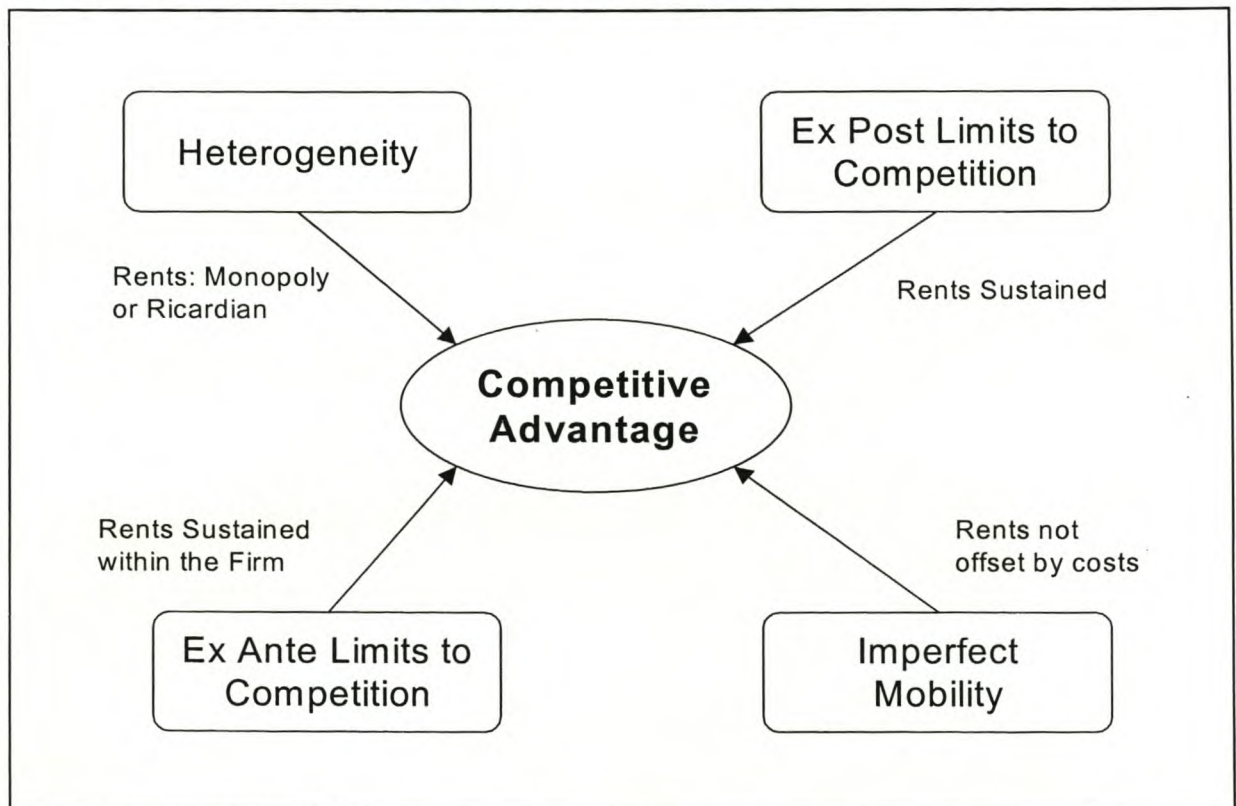 Heterogeneity
Ex Post Limits to
Competition
Rents: Monopoly
or Ricardian
Rents Sustained
Competitive
Advantage
Rents Sustained
within the Firm
Rents not
offset by costs
Ex Ante Limits to
Competition
Imperfect
Mobility